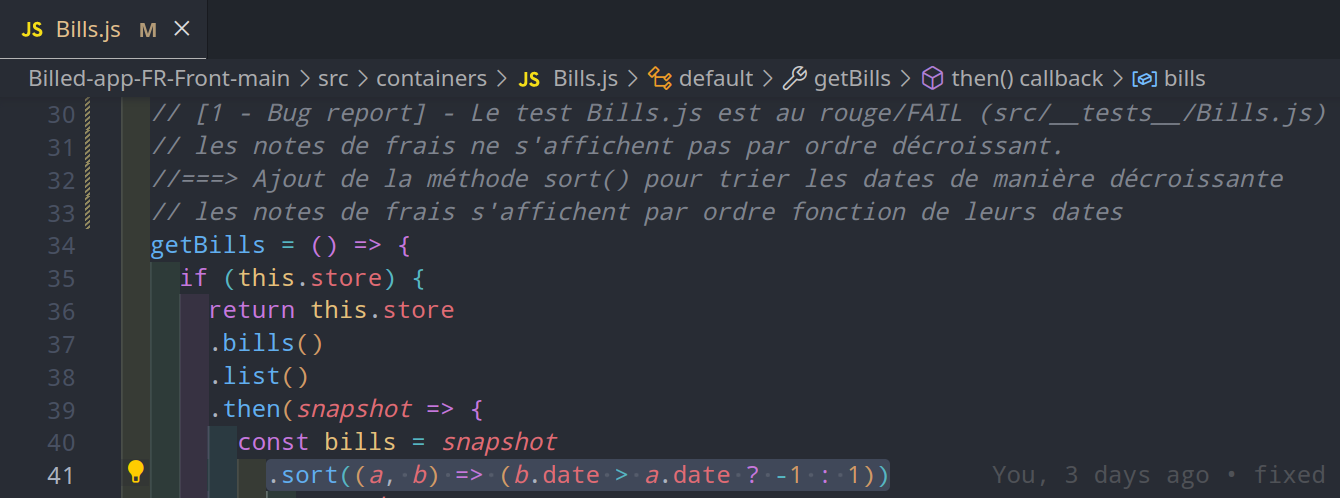 JS Bills.js M
Billed-app-FR-Front-main > src > containers > JS Bills.js > default > getBills > then() callback > bills
30 // [1 - Bug report] - Le test Bills.js est au rouge/FAIL (src/__tests__/Bills.js)
31 // les notes de frais ne s'affichent pas par ordre décroissant.
32 //===> Ajout de la méthode sort() pour trier les dates de manière décroissante
33 // les notes de frais s'affichent par ordre fonction de leurs dates
34 getBills = () => {
35 if (this.store) {
36 return this.store
37 .bills()
38 .list()
39 .then(snapshot => {
40 const bills = snapshot
41 .sort((a, b) => (b.date > a.date ? -1 : 1)) You, 3 days ago • fixed